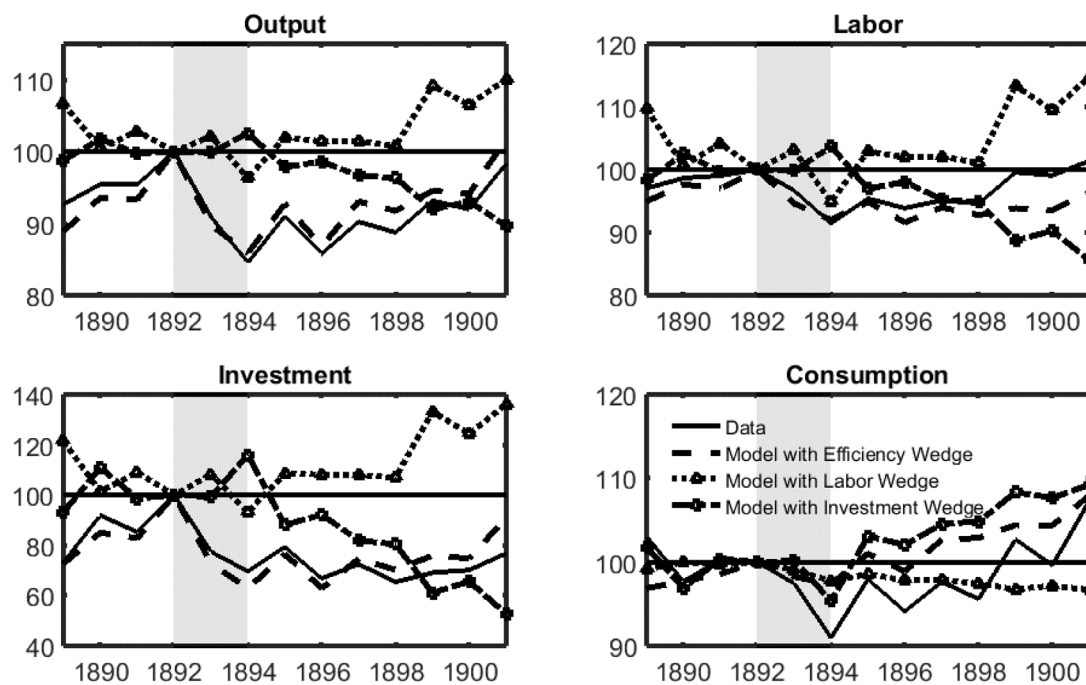 Output
110
100
90
80
1890 1892 1894 1896 1898 1900
Labor
120
110
100
90
80
1890 1892 1894 1896 1898 1900
Investment
140
120
100
80
60
40
1890 1892 1894 1896 1898 1900
Consumption
120
110
100
90
Data
Model with Efficiency Wedge
Model with Labor Wedge
Model with Investment Wedge
1890 1892 1894 1896 1898 1900